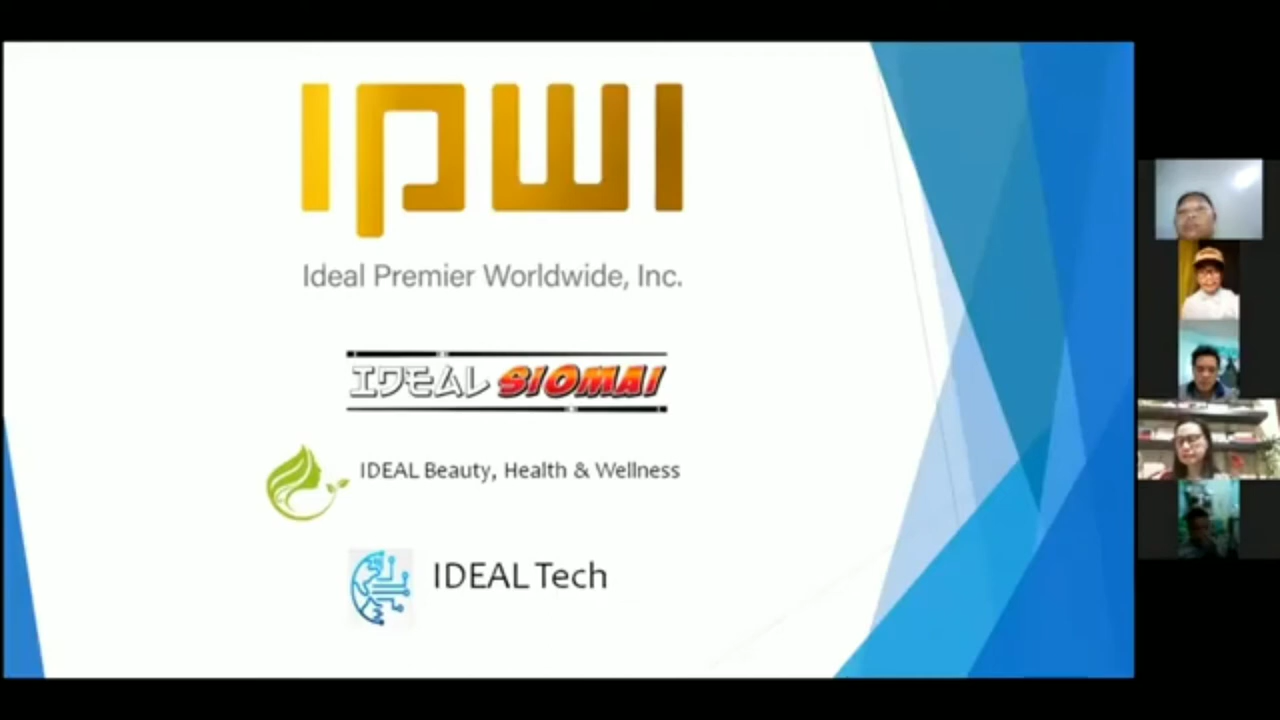 IPWI
Ideal Premier Worldwide, Inc.
IDEAL SIOMAI
IDEAL Beauty, Health & Wellness
IDEAL Tech